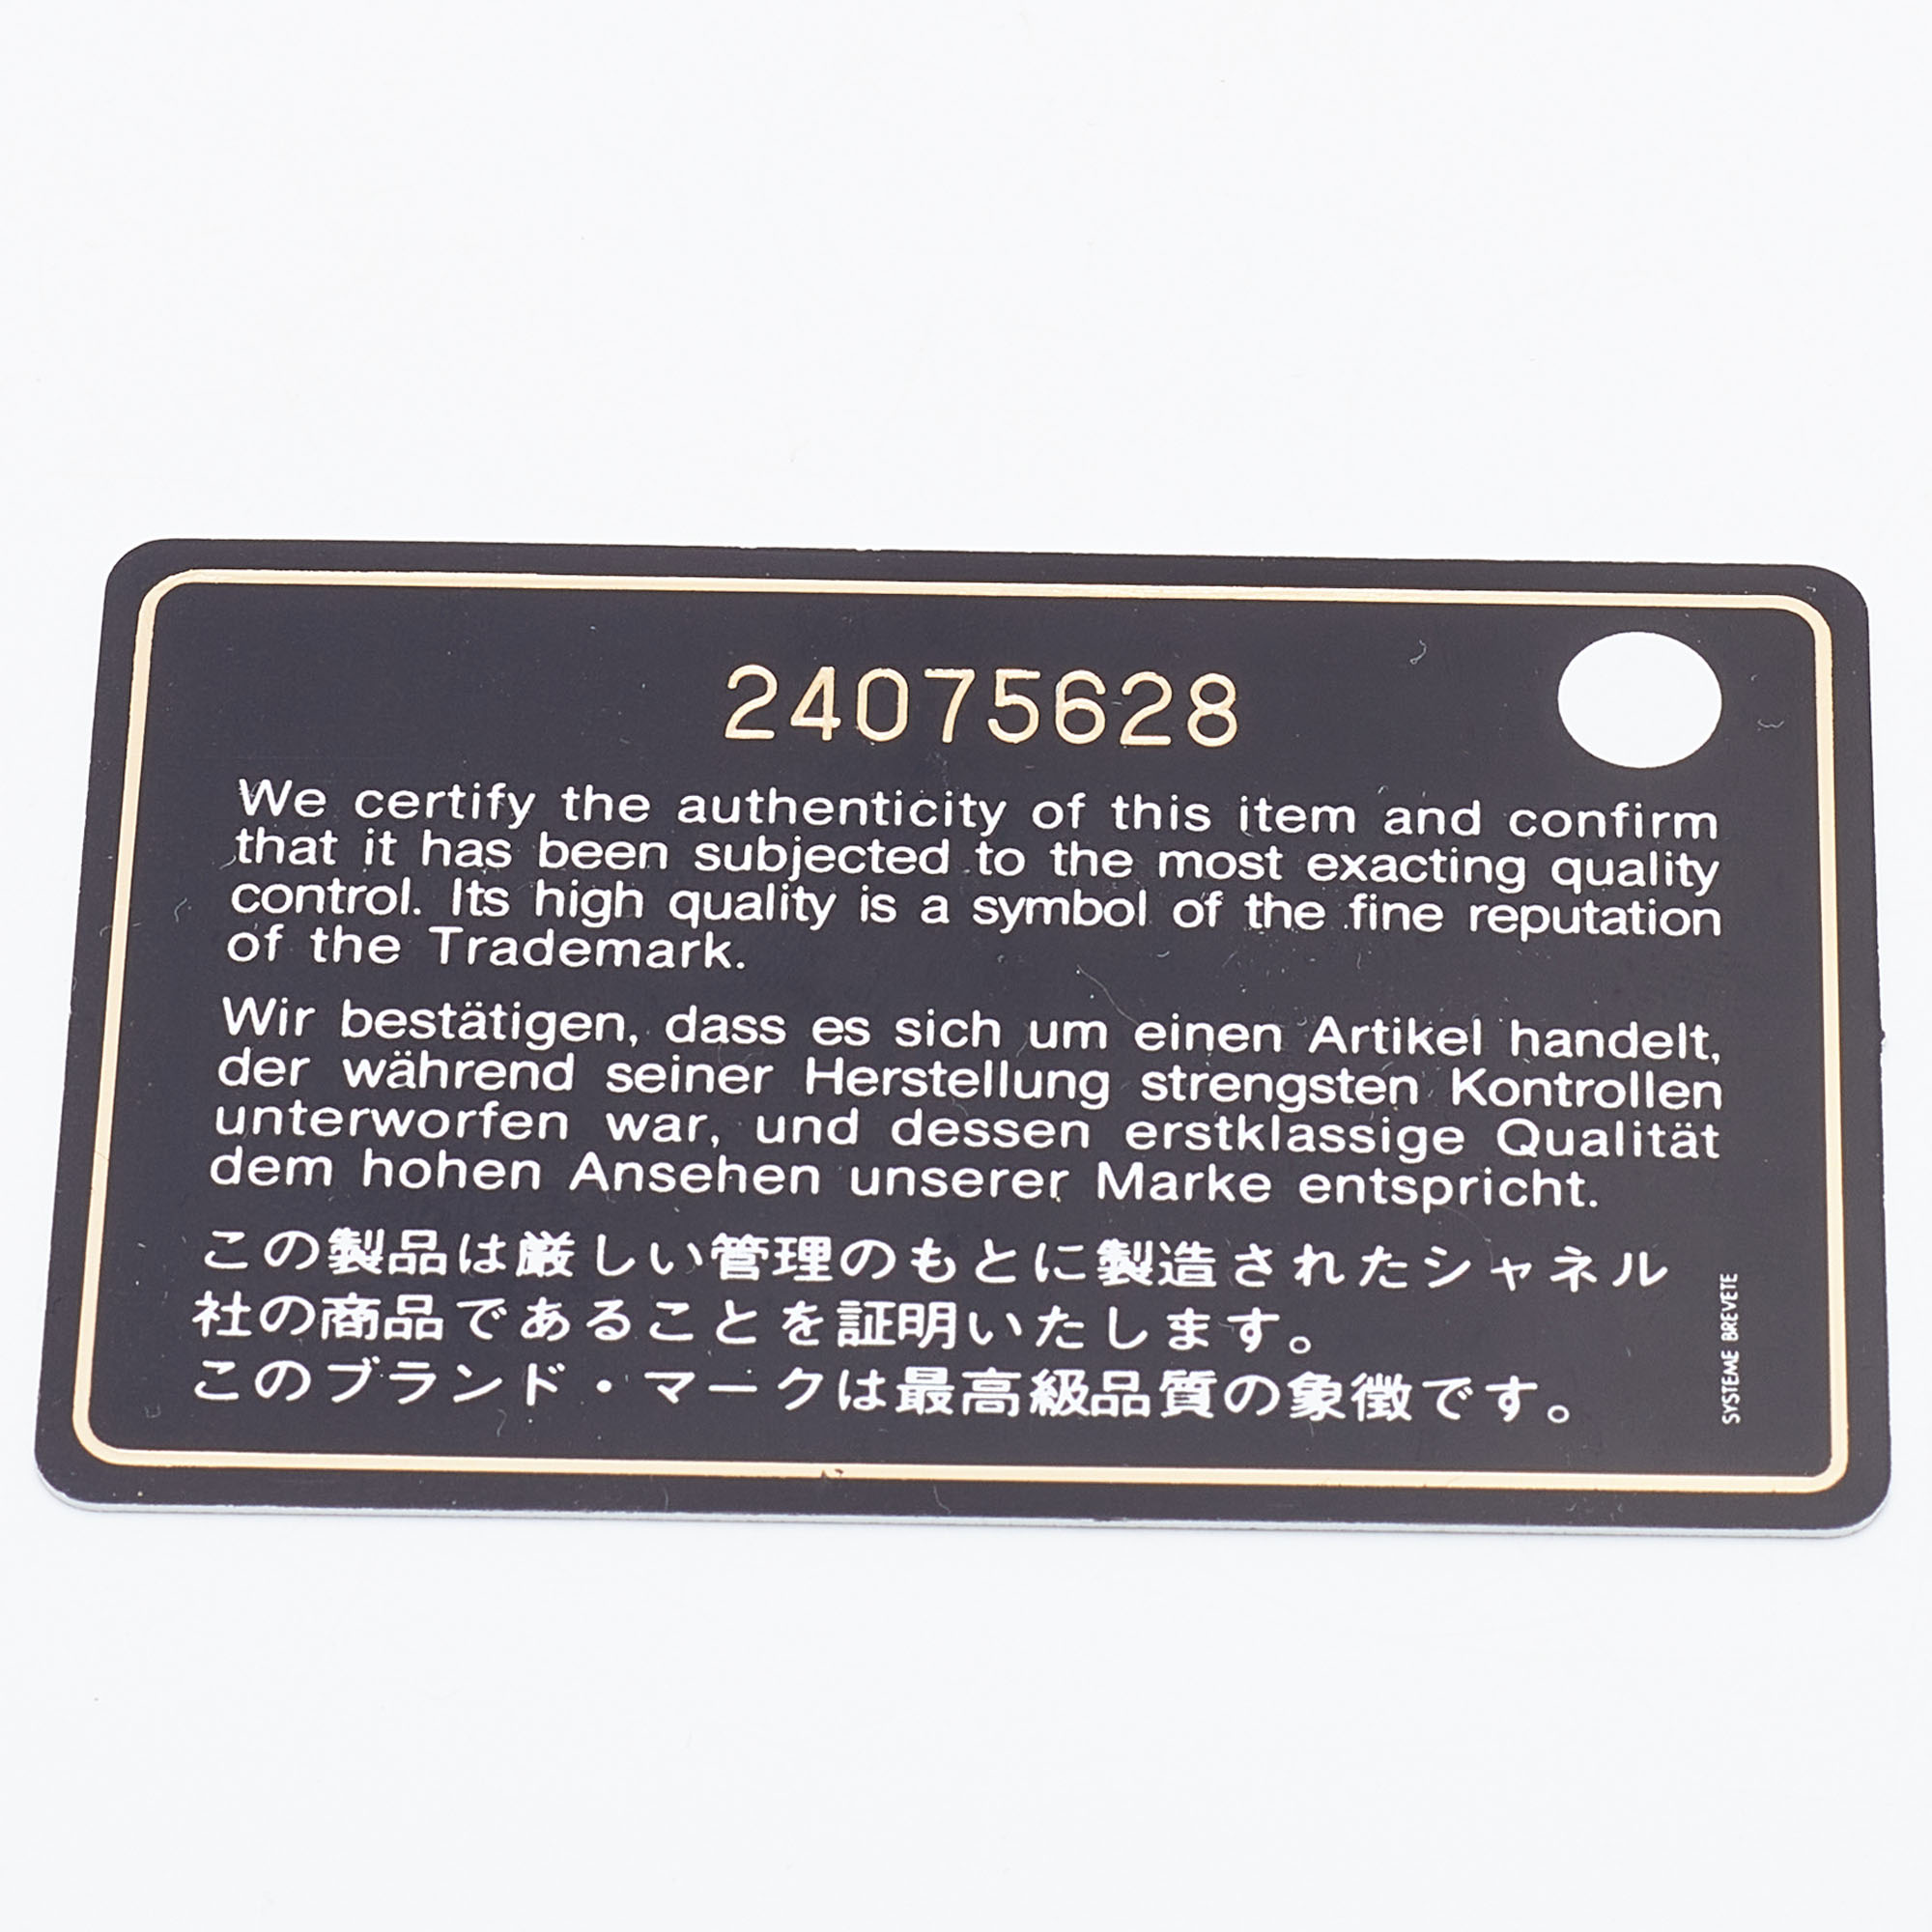 24075628
We certify the authenticity of this item and confirm
that it has been subjected to the most exacting quality
control. Its high quality is a symbol of the fine reputation
of the Trademark.
Wir bestätigen, dass es sich um einen Artikel handelt,
der während seiner Herstellung strengsten Kontrollen
unterworfen war, und dessen erstklassige Qualität
dem hohen Ansehen unserer Marke entspricht.
この製品は厳しい管理のもとに製造されたシャネル
社の商品であることを証明いたします。
このブランド・マークは最高級品質の象徴です。
SYSTEME BREVETE